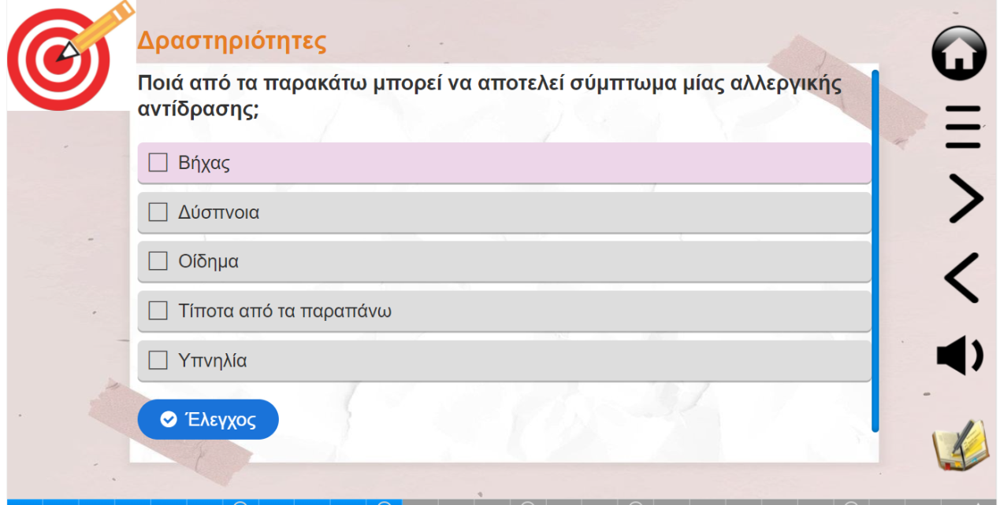 Δραστηριότητες
Ποιά από τα παρακάτω μπορεί να αποτελεί σύμπτωμα μίας αλλεργικής
αντίδρασης;
Βήχας
Δύσπνοια
Οίδημα
Τίποτα από τα παραπάνω
Υπνηλία
Έλεγχος